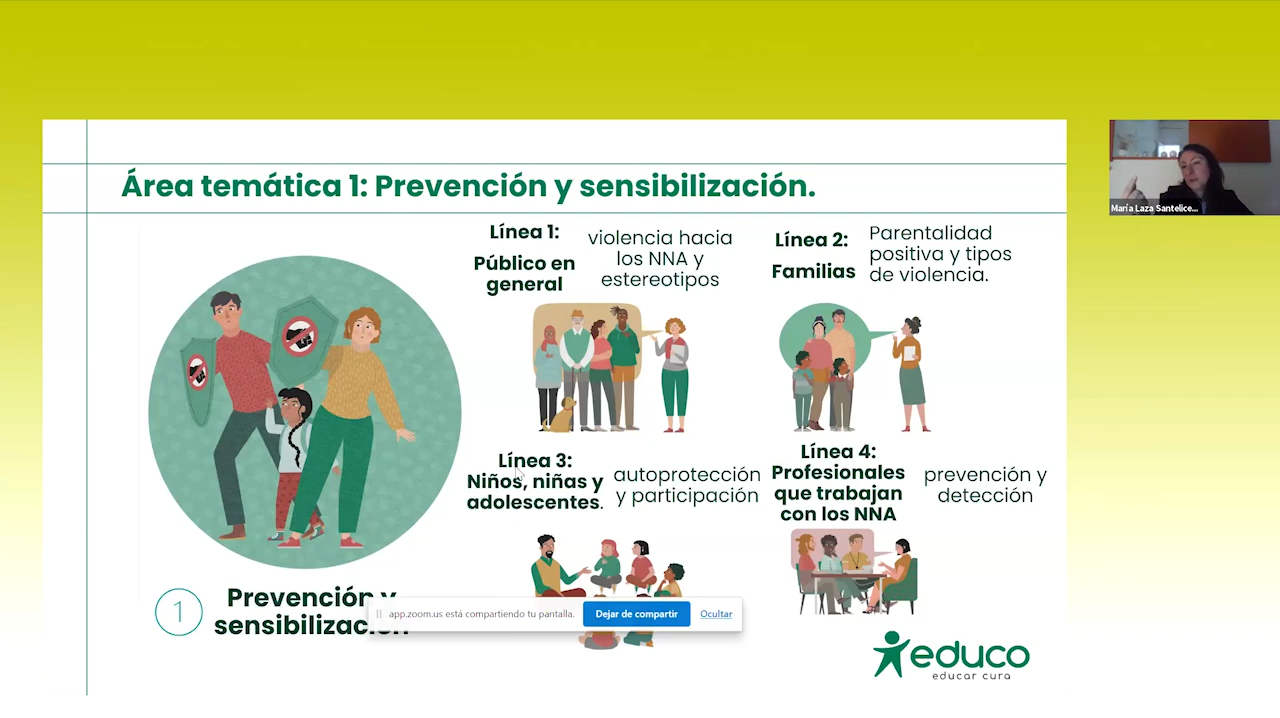 Área temática 1: Prevención y sensibilización.
Línea 1:
Público en
general
violencia hacia
los NNA y
estereotipos
Línea 2:
Familias
Parentalidad
positiva y tipos
de violencia.
María Laza Santelice...
Línea 3:
Niños, niñas y
adolescentes.
autoprotección
y participación
Línea 4:
Profesionales
que trabajan
con los NNA
prevención y
detección
1
Prevención y
sensibilización
app.zoom.us está compartiendo tu pantalla.
Dejar de compartir
Ocultar
educo
educar cura